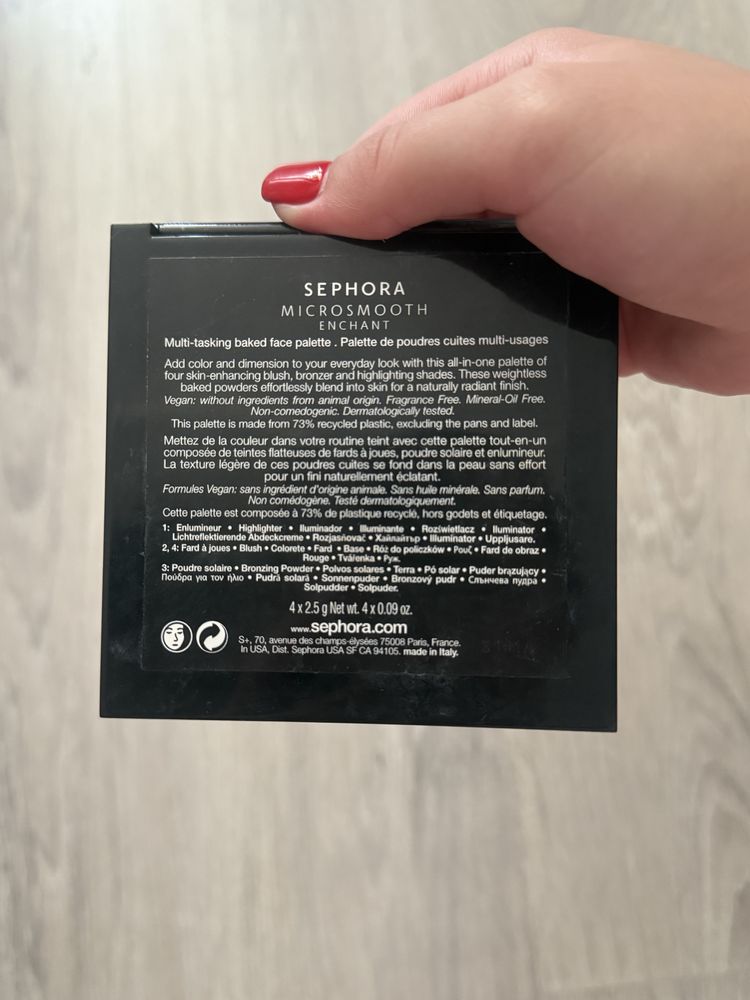 SEPHORA
MICROSMOOTH
ENCHANT
Multi-tasking baked face palette . Palette de poudres cuites multi-usages
Add color and dimension to your everyday look with this all-in-one palette of
four skin-enhancing blush, bronzer and highlighting shades. These weightless
baked powders effortlessly blend into skin for a naturally radiant finish.
Vegan: without ingredients from animal origin. Fragrance Free. Mineral-Oil Free.
Non-comedogenic. Dermatologically tested.
This palette is made from 73% recycled plastic, excluding the pans and label.
Mettez de la couleur dans votre routine teint avec cette palette tout-en-un
composée de teintes flatteuses de fards à joues, poudre solaire et enlumineur.
La texture légère de ces poudres cuites se fond dans la peau sans effort
pour un fini naturellement éclatant.
Formules Vegan: sans ingrédient d'origine animale. Sans huile minérale. Sans parfum.
Non comédogène. Testé dermatologiquement.
Cette palette est composée à 73% de plastique recyclé, hors godets et étiquetage.
1: Enlumineur • Highlighter • Iluminador • Illuminante • Rozświetlacz • Iluminator •
Lichtreflektierende Abdeckcreme • Rozjasňovač • Хайлайтър • Illuminator • Uppljusare.
2, 4: Fard à joues • Blush • Colorete • Fard • Base • Róż do policzków • Ρουζ • Fard de obraz •
Rouge • Tvářenka • Руж.
3: Poudre solaire • Bronzing Powder • Polvos solares • Terra • Pó solar • Puder brązujący •
Πούδρα για τον ήλιο • Pudră solară • Sonnenpuder • Bronzový pudr • Слънчева пудра •
Solpudder • Solpuder.
4 x 2.5 g Net wt. 4 x 0.09 oz.
www.sephora.com
S+, 70, avenue des champs-élysées 75008 Paris, France.
In USA, Dist. Sephora USA SF CA 94105. made in Italy.